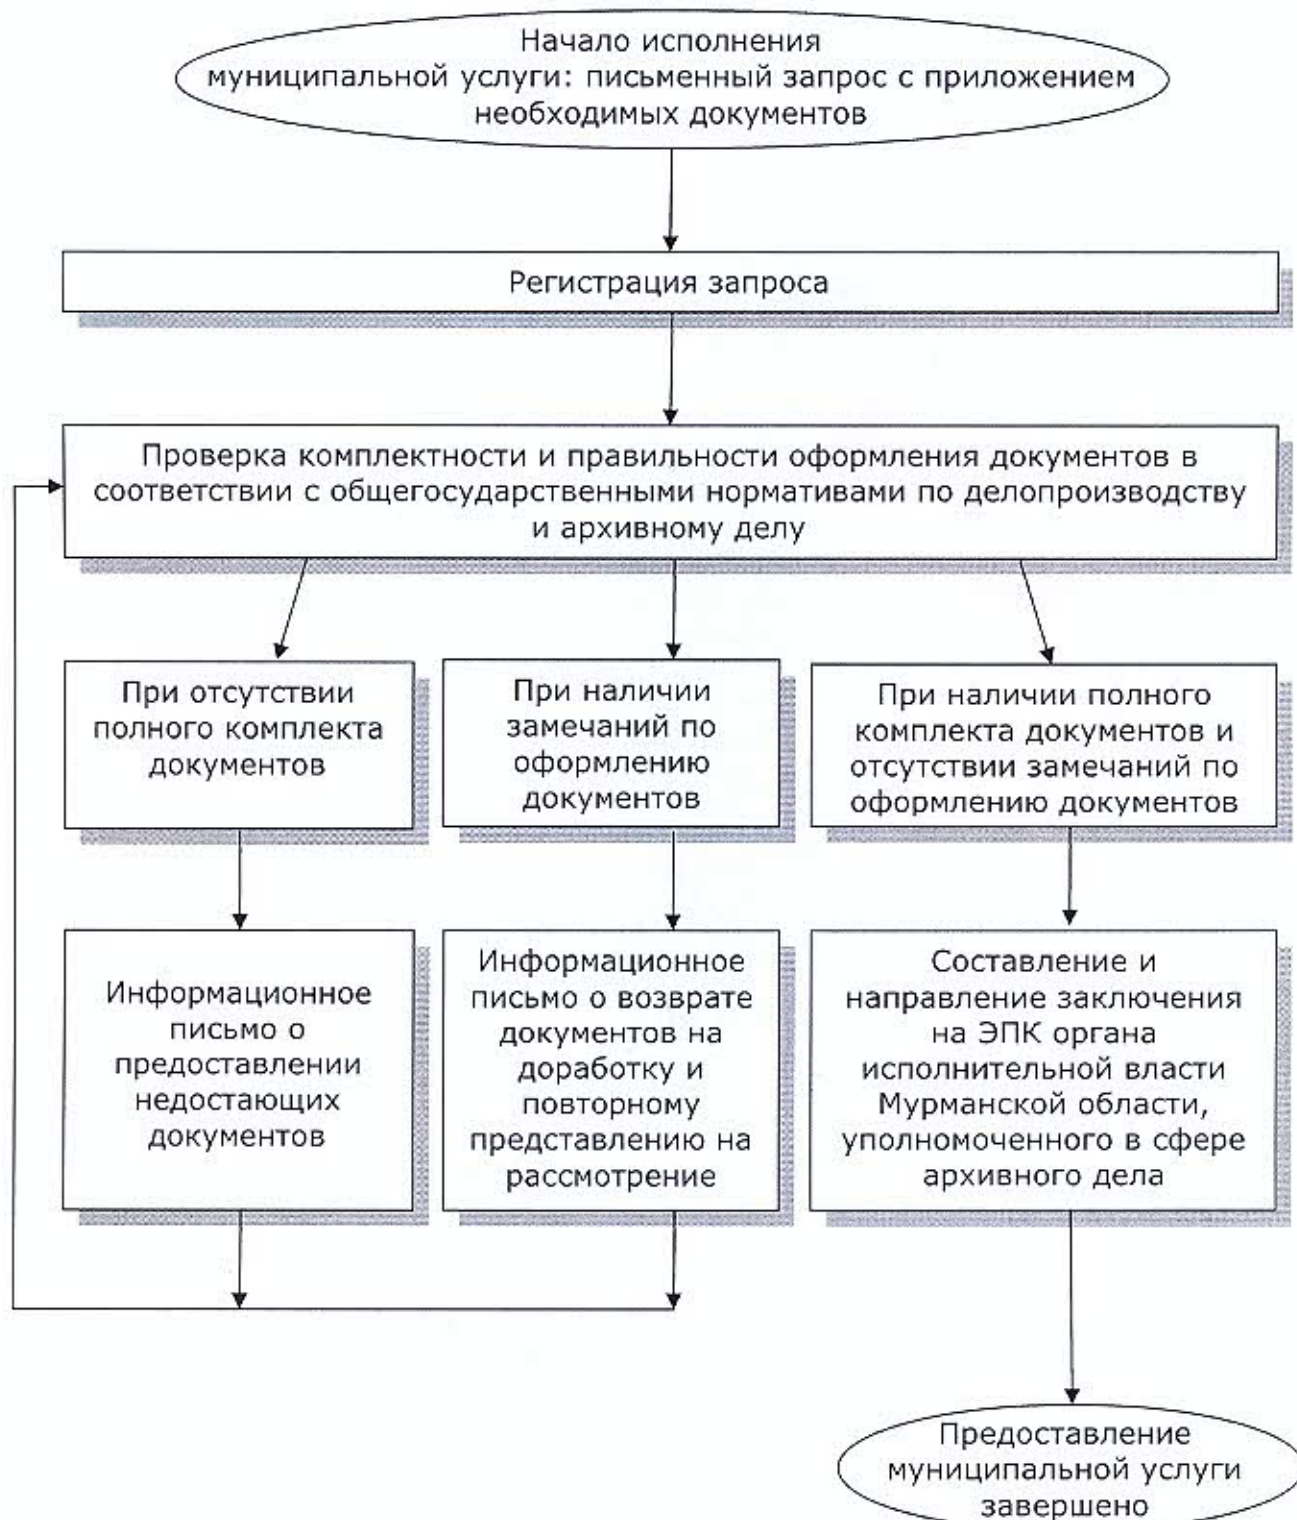 Начало исполнения
муниципальной услуги: письменный запрос с приложением
необходимых документов
Регистрация запроса
Проверка комплектности и правильности оформления документов в
соответствии с общегосударственными нормативами по делопроизводству
и архивному делу
При отсутствии
полного комплекта
документов
При наличии
замечаний по
оформлению
документов
При наличии полного
комплекта документов и
отсутствии замечаний по
оформлению документов
Информационное
письмо о
предоставлении
недостающих
документов
Информационное
письмо о возврате
документов на
доработку и
повторному
представлению на
рассмотрение
Составление и
направление заключения
на ЭПК органа
исполнительной власти
Мурманской области,
уполномоченного в сфере
архивного дела
Предоставление
муниципальной услуги
завершено